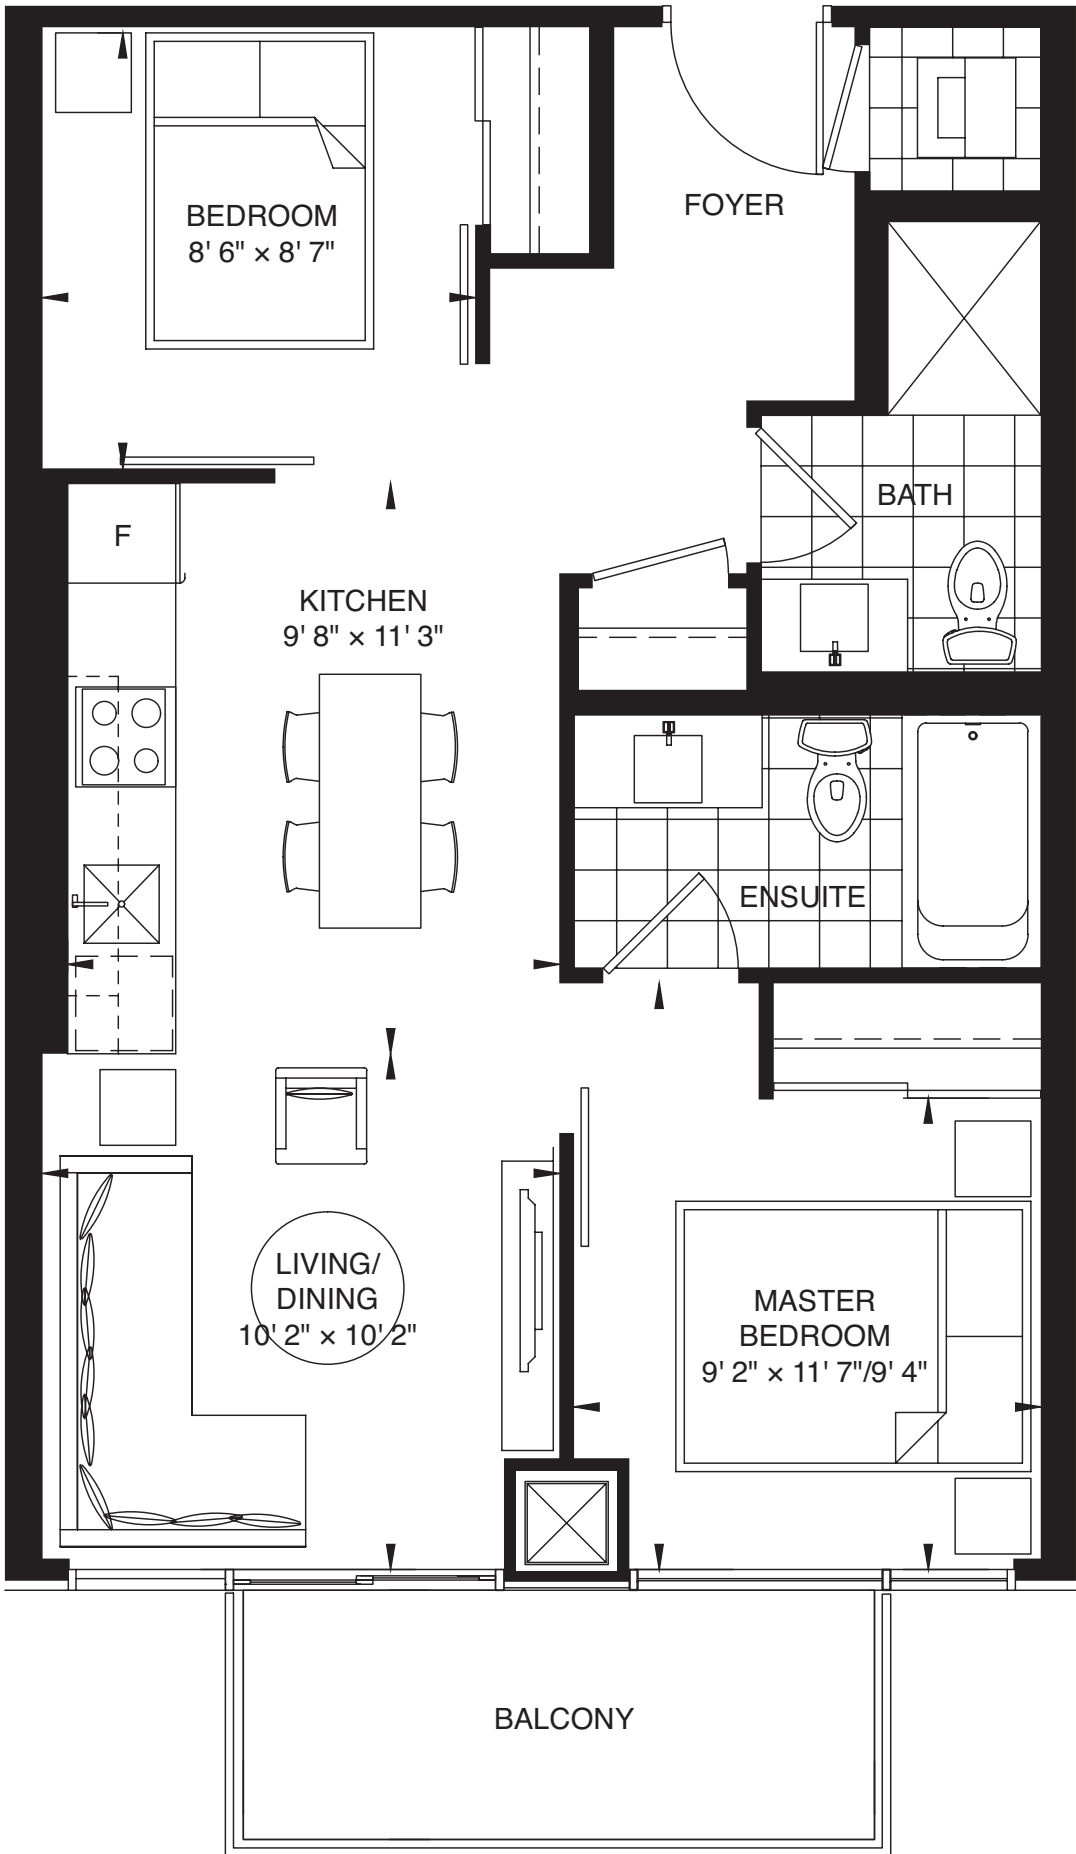 FOYER
BEDROOM
8' 6" × 8' 7"
BATH
F
KITCHEN
9' 8" × 11' 3"
ENSUITE
LIVING/
DINING
10' 2" × 10' 2"
MASTER
BEDROOM
9' 2" × 11' 7"/9' 4"
BALCONY